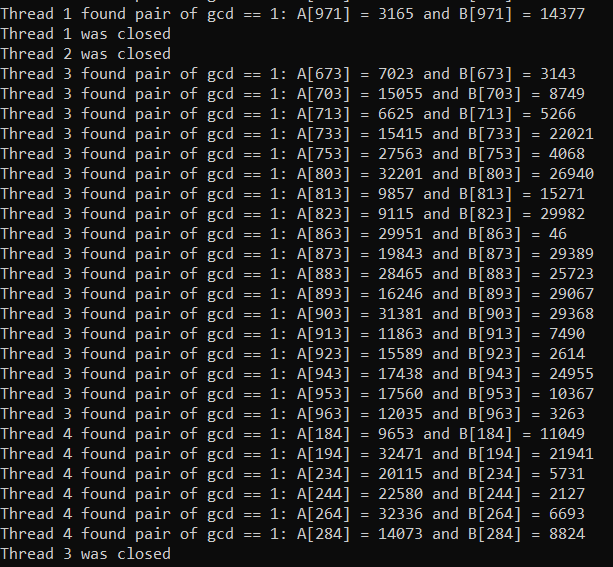 Thread 1 found pair of gcd == 1: A[971] = 3165 and B[971] = 14377
Thread 1 was closed
Thread 2 was closed
Thread 3 found pair of gcd == 1: A[673] = 7023 and B[673] = 3143
Thread 3 found pair of gcd == 1: A[703] = 15055 and B[703] = 8749
Thread 3 found pair of gcd == 1: A[713] = 6625 and B[713] = 5266
Thread 3 found pair of gcd == 1: A[733] = 15415 and B[733] = 22021
Thread 3 found pair of gcd == 1: A[753] = 27563 and B[753] = 4068
Thread 3 found pair of gcd == 1: A[803] = 32201 and B[803] = 26940
Thread 3 found pair of gcd == 1: A[813] = 9857 and B[813] = 15271
Thread 3 found pair of gcd == 1: A[823] = 9115 and B[823] = 29982
Thread 3 found pair of gcd == 1: A[863] = 29951 and B[863] = 46
Thread 3 found pair of gcd == 1: A[873] = 19843 and B[873] = 29389
Thread 3 found pair of gcd == 1: A[883] = 28465 and B[883] = 25723
Thread 3 found pair of gcd == 1: A[893] = 16246 and B[893] = 29067
Thread 3 found pair of gcd == 1: A[903] = 31381 and B[903] = 29368
Thread 3 found pair of gcd == 1: A[913] = 11863 and B[913] = 7490
Thread 3 found pair of gcd == 1: A[923] = 15589 and B[923] = 2614
Thread 3 found pair of gcd == 1: A[943] = 17438 and B[943] = 24955
Thread 3 found pair of gcd == 1: A[953] = 17560 and B[953] = 10367
Thread 3 found pair of gcd == 1: A[963] = 12035 and B[963] = 3263
Thread 4 found pair of gcd == 1: A[184] = 9653 and B[184] = 11049
Thread 4 found pair of gcd == 1: A[194] = 32471 and B[194] = 21941
Thread 4 found pair of gcd == 1: A[234] = 20115 and B[234] = 5731
Thread 4 found pair of gcd == 1: A[244] = 22580 and B[244] = 2127
Thread 4 found pair of gcd == 1: A[264] = 32336 and B[264] = 6693
Thread 4 found pair of gcd == 1: A[284] = 14073 and B[284] = 8824
Thread 3 was closed